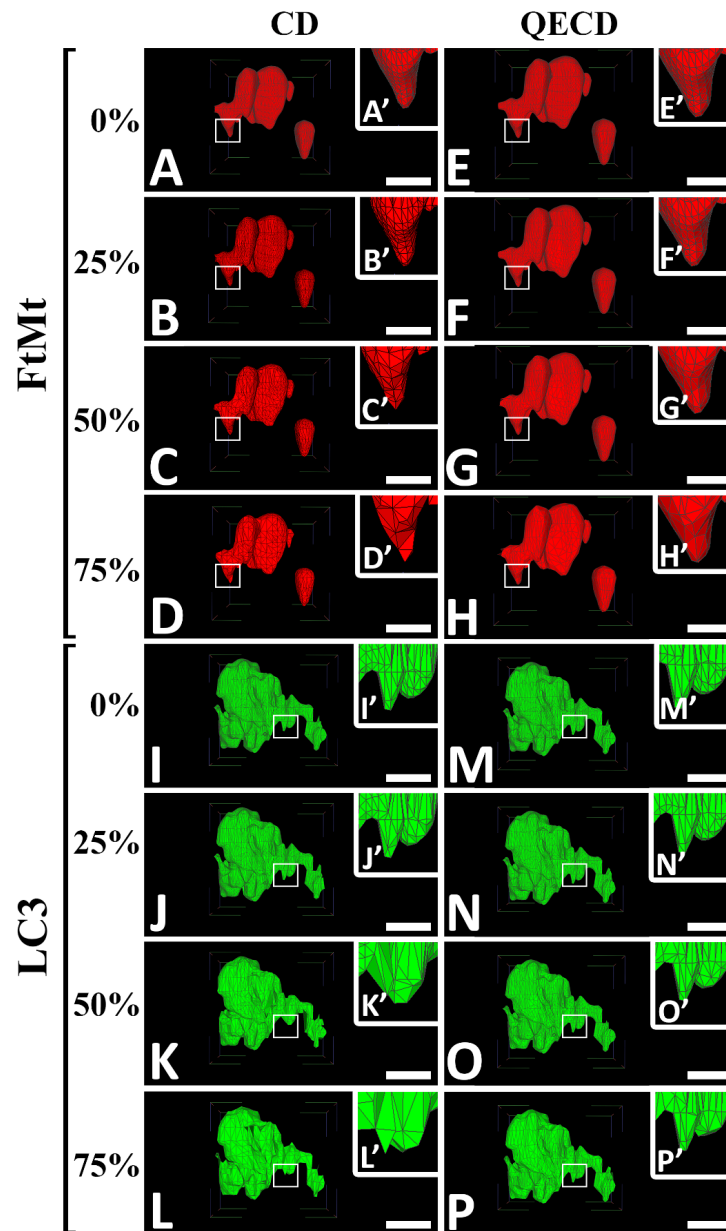 CD QECD
FtMt
0%
A A’ E E’
25%
B B’ F F’
50%
C C’ G G’
75%
D D’ H H’
LC3
0%
I I’ M M’
25%
J J’ N N’
50%
K K’ O O’
75%
L L’ P P’